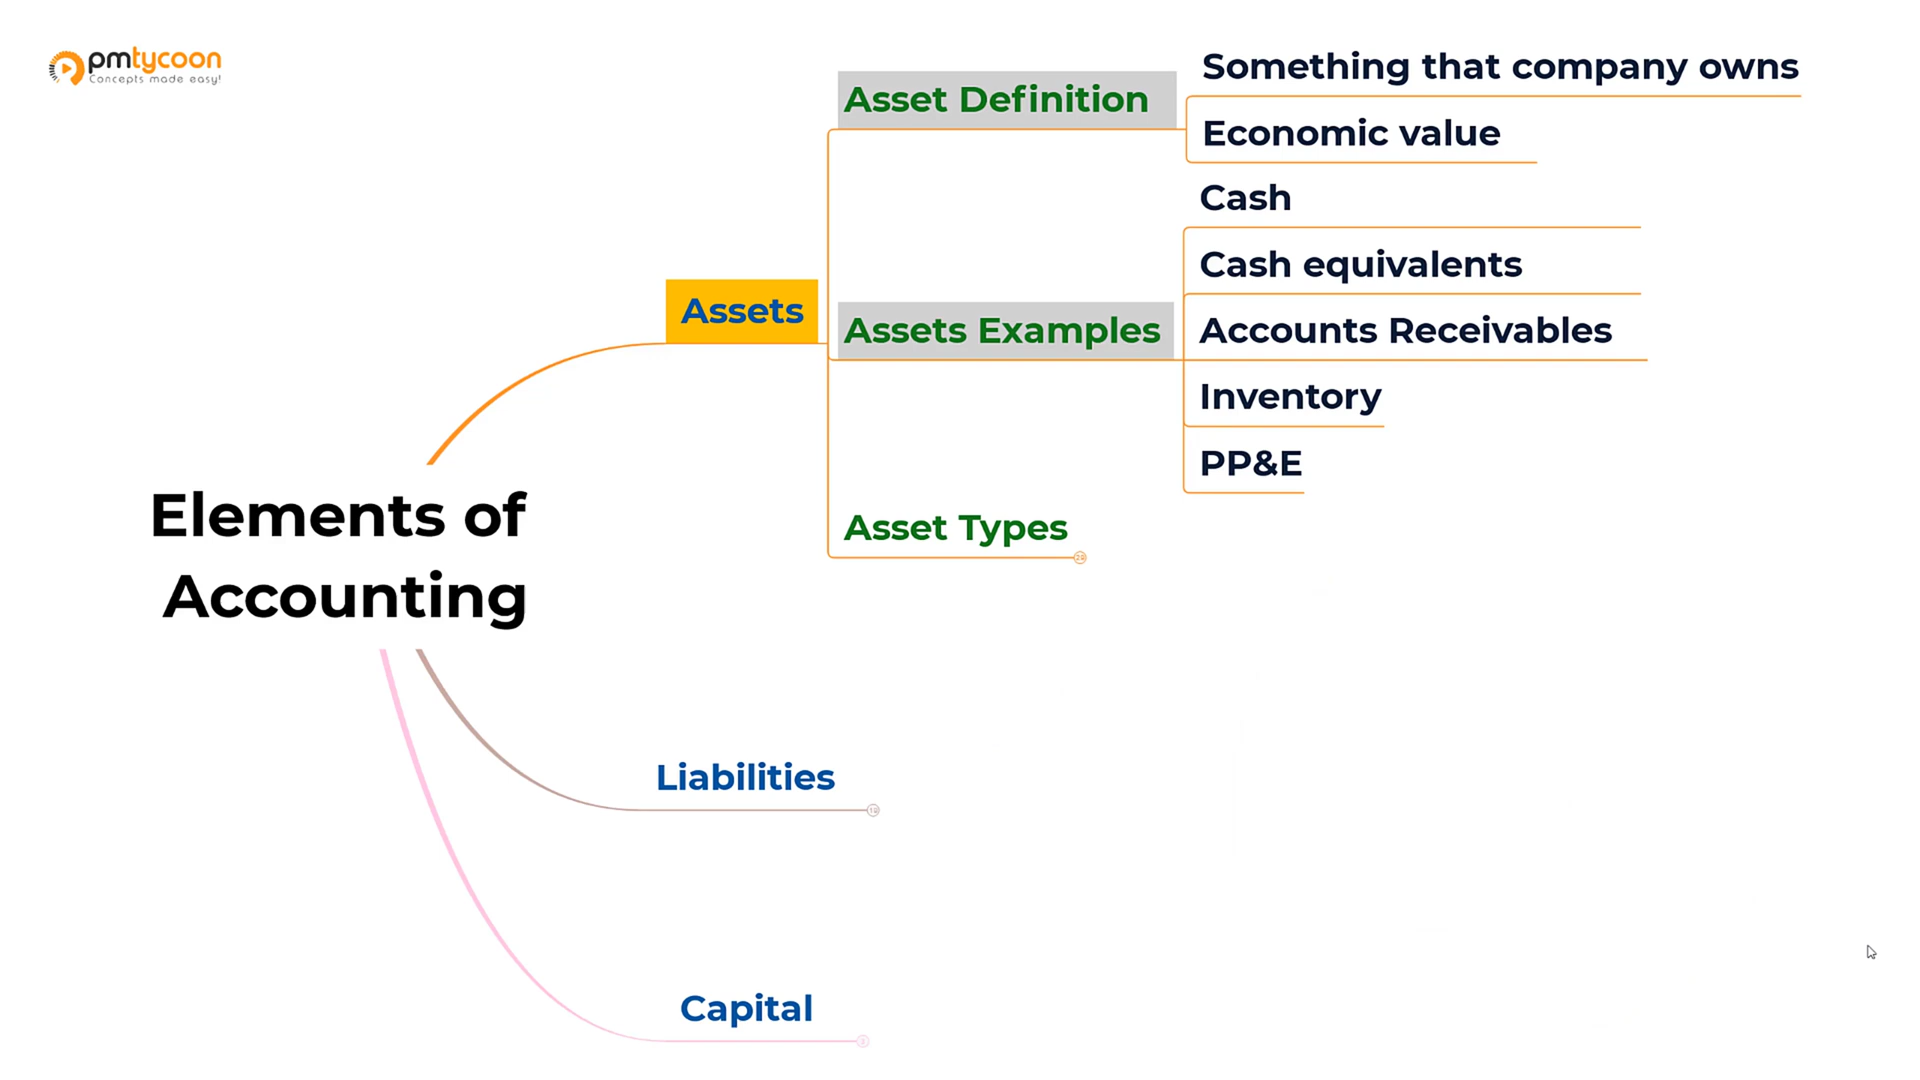 pmtycoon
Concepts made easy!
Something that company owns
Asset Definition
Economic value
Cash
Cash equivalents
Assets
Assets Examples
Accounts Receivables
Inventory
PP&E
Asset Types
Elements of
Accounting
Liabilities
Capital